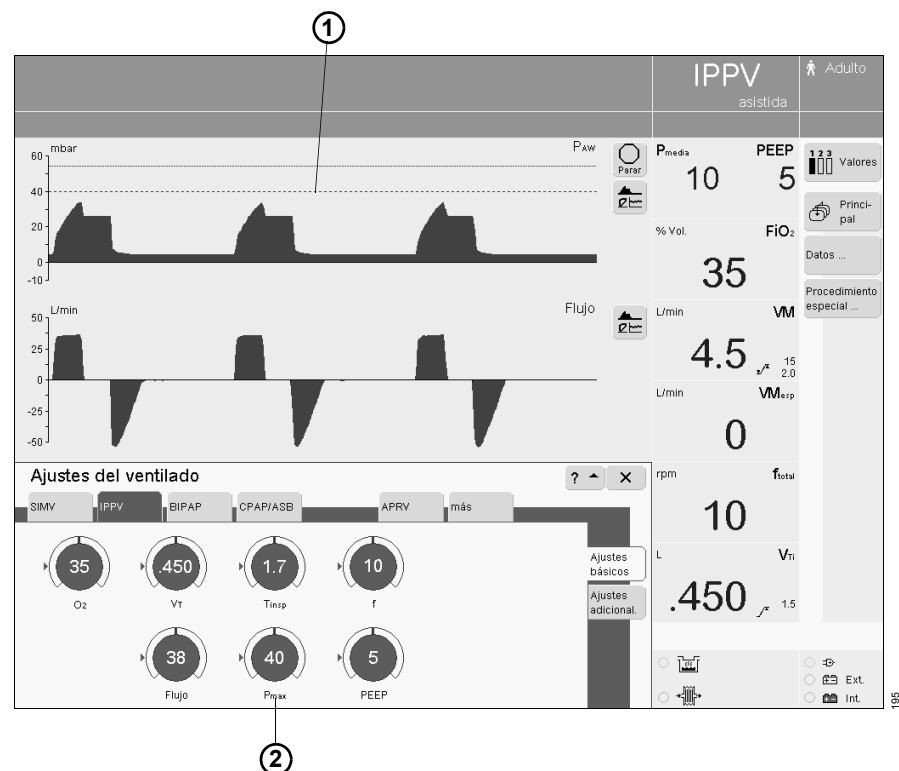 1
IPPV
asistida
Adulto
mbar
PAW
60
40
20
0
-10
Parar
L/min
Flujo
50
25
0
-25
-50
Pmedia PEEP
10 5
% Vol. FiO2
35
L/min VM
4.5 15
2.0
L/min VMesp
0
rpm ftotal
10
L VTi
.450 1.5
1 2 3
Valores
Princi-
pal
Datos ...
Procedimiento
especial ...
Ajustes del ventilado
? ×
SIMV IPPV BIPAP CPAP/ASB APRV más
35 .450 1.7 10
O2 VT Tinsp f
38 40 5
Flujo Pmax PEEP
Ajustes
básicos
Ajustes
adicional.
Ext.
Int.
195
2